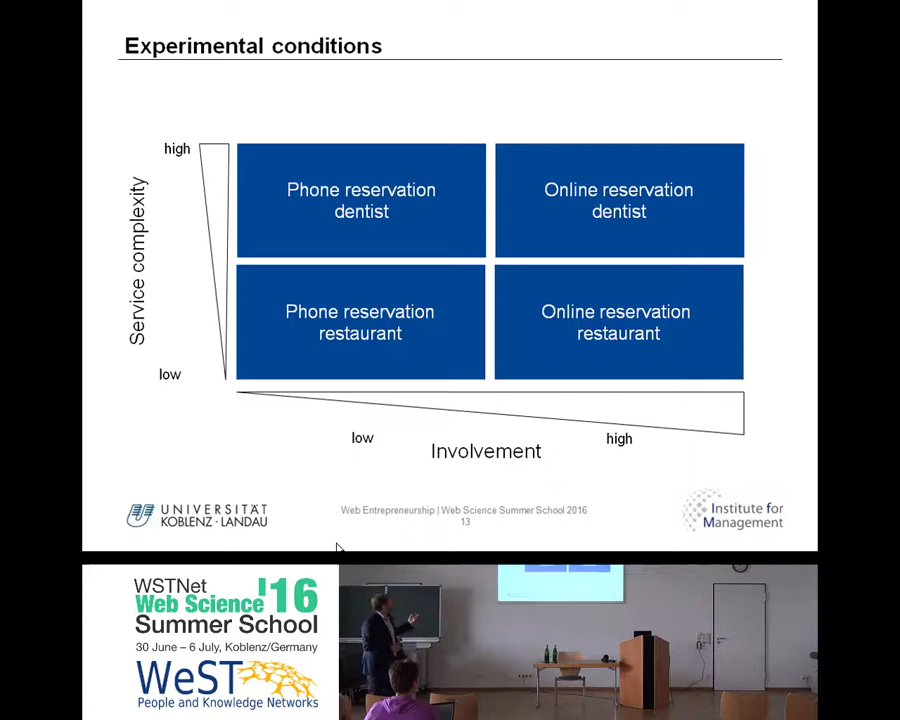 Experimental conditions
high
Service complexity
low
Phone reservation
dentist
Online reservation
dentist
Phone reservation
restaurant
Online reservation
restaurant
low
high
Involvement
UNIVERSITÄT
KOBLENZ · LANDAU
Web Entrepreneurship | Web Science Summer School 2016
13
Institute for
Management
WSTNet
Web Science '16
Summer School
30 June – 6 July, Koblenz/Germany
WeST
People and Knowledge Networks